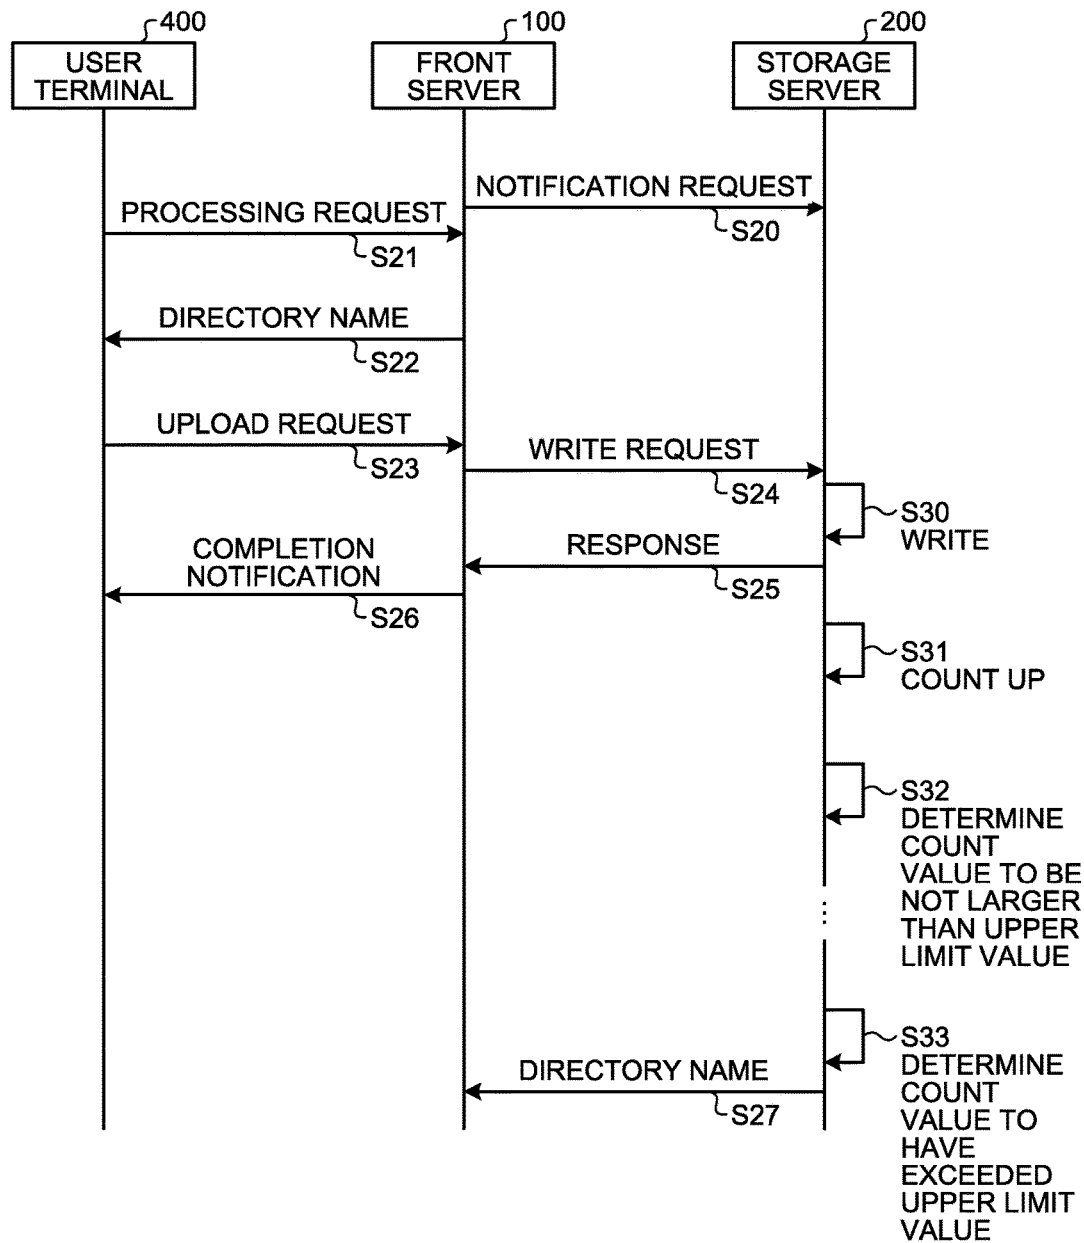 400
100
200
USER
TERMINAL
FRONT
SERVER
STORAGE
SERVER
NOTIFICATION REQUEST
S20
PROCESSING REQUEST
S21
DIRECTORY NAME
S22
UPLOAD REQUEST
S23
WRITE REQUEST
S24
S30
WRITE
RESPONSE
S25
COMPLETION
NOTIFICATION
S26
S31
COUNT UP
S32
DETERMINE
COUNT
VALUE TO BE
NOT LARGER
THAN UPPER
LIMIT VALUE
S33
DETERMINE
COUNT
VALUE TO
HAVE
EXCEEDED
UPPER LIMIT
VALUE
DIRECTORY NAME
S27